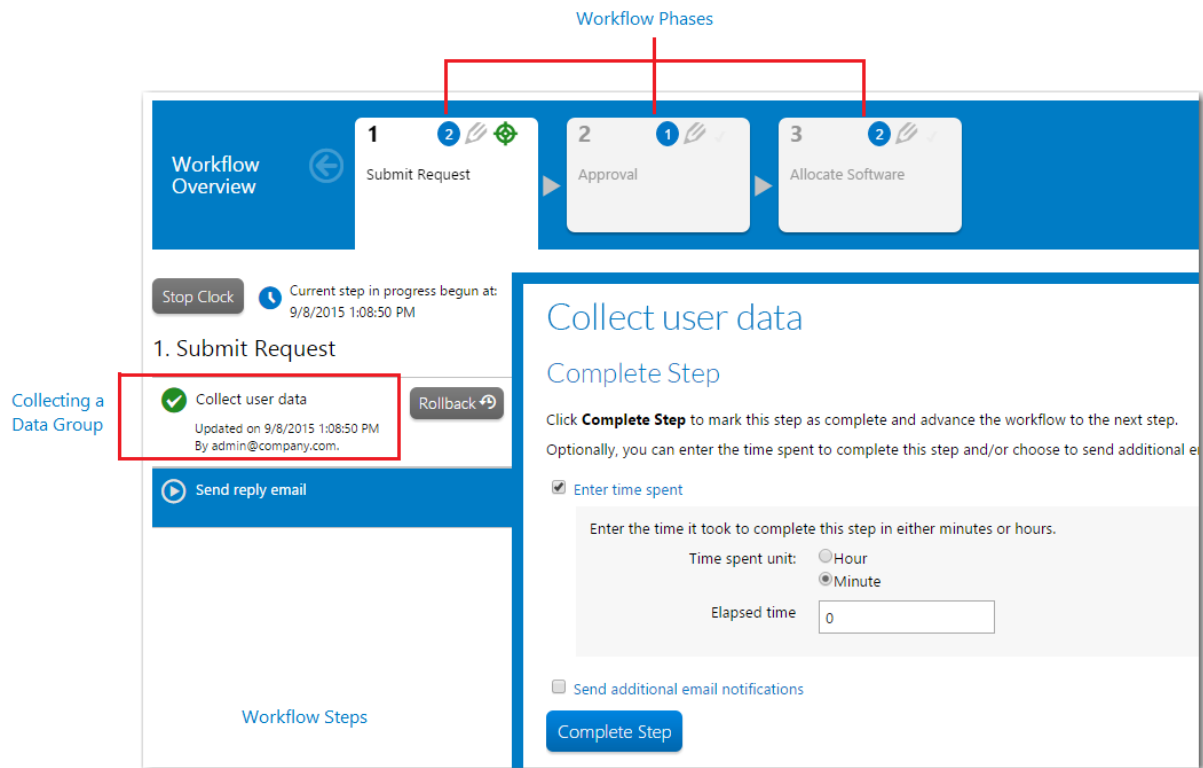 Workflow Phases
Workflow
Overview
1
2
Submit Request
2
1
Approval
3
2
Allocate Software
Stop Clock
Current step in progress begun at:
9/8/2015 1:08:50 PM
1. Submit Request
Collecting a
Data Group
Collect user data
Updated on 9/8/2015 1:08:50 PM
By admin@company.com.
Rollback
Send reply email
Workflow Steps
Collect user data
Complete Step
Click Complete Step to mark this step as complete and advance the workflow to the next step.
Optionally, you can enter the time spent to complete this step and/or choose to send additional e
Enter time spent
Enter the time it took to complete this step in either minutes or hours.
Time spent unit:
Hour
Minute
Elapsed time
0
Send additional email notifications
Complete Step